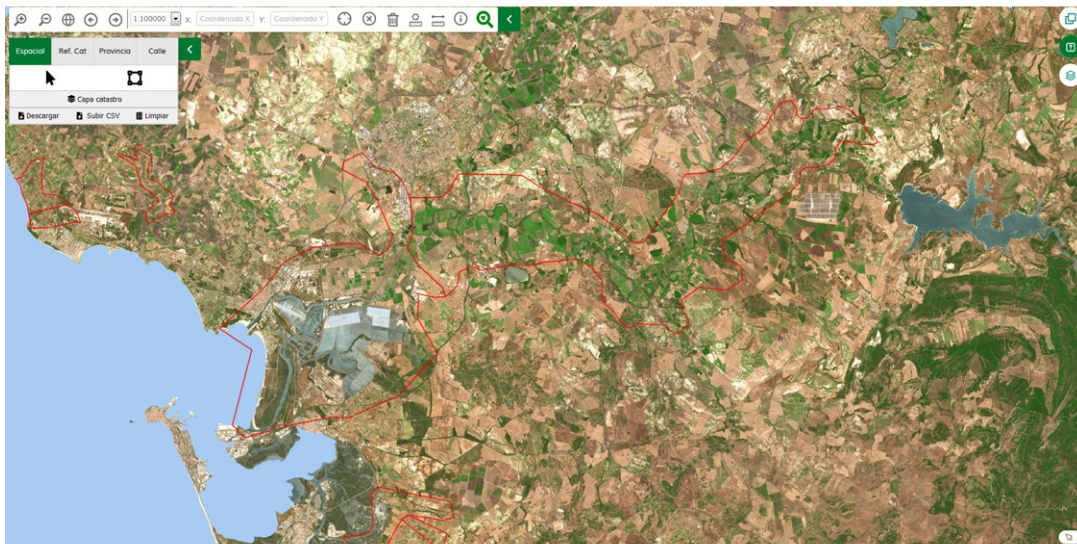 1:100000 X: Coordenada X Y: Coordenada Y
Espacial Ref. Cat Provincia Calle
Capa catastro
Descargar Subir CSV Limpiar